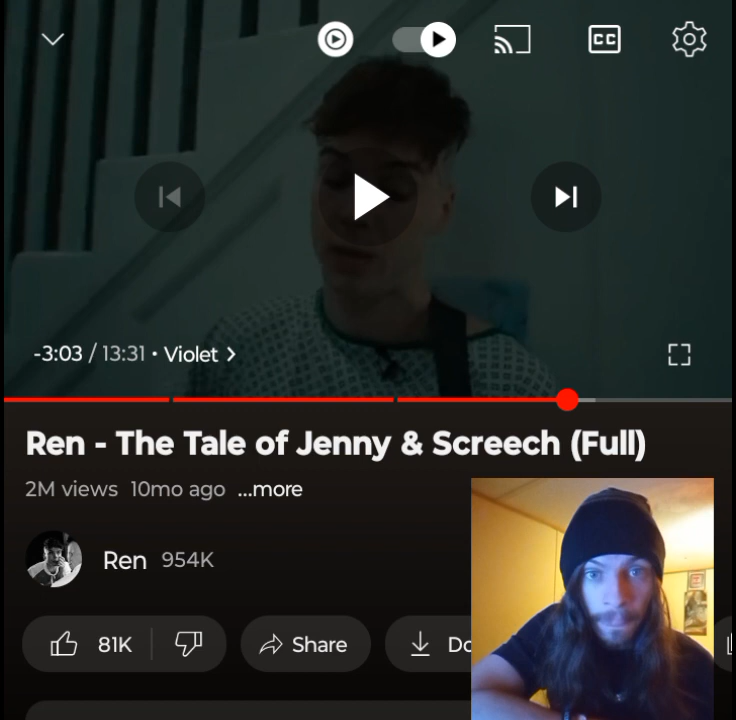 CC
-3:03 / 13:31 • Violet >
Ren - The Tale of Jenny & Screech (Full)
2M views 10mo ago ...more
Ren 954K
81K Share Do